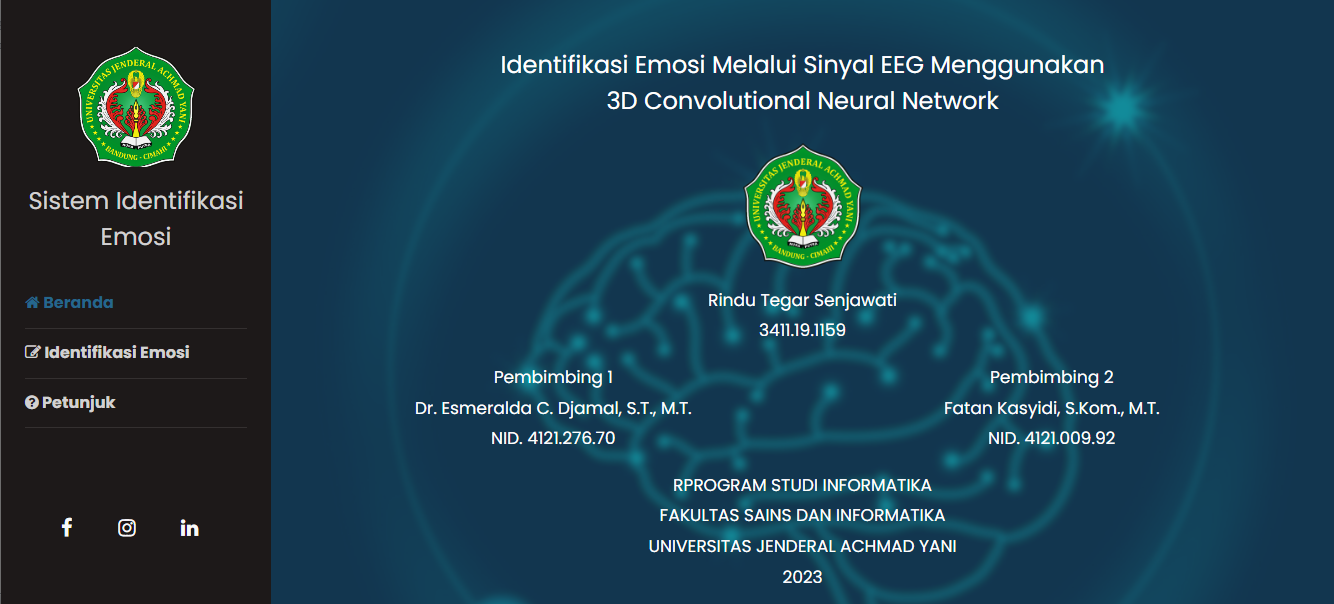 UNIVERSITAS JENDERAL ACHMAD YANI
BANDUNG - CIMAHI
Sistem Identifikasi
Emosi
Beranda
Identifikasi Emosi
Petunjuk
Identifikasi Emosi Melalui Sinyal EEG Menggunakan
3D Convolutional Neural Network
UNIVERSITAS JENDERAL ACHMAD YANI
BANDUNG - CIMAHI
Rindu Tegar Senjawati
3411.19.1159
Pembimbing 1
Dr. Esmeralda C. Djamal, S.T., M.T.
NID. 4121.276.70
Pembimbing 2
Fatan Kasyidi, S.Kom., M.T.
NID. 4121.009.92
RPROGRAM STUDI INFORMATIKA
FAKULTAS SAINS DAN INFORMATIKA
UNIVERSITAS JENDERAL ACHMAD YANI
2023